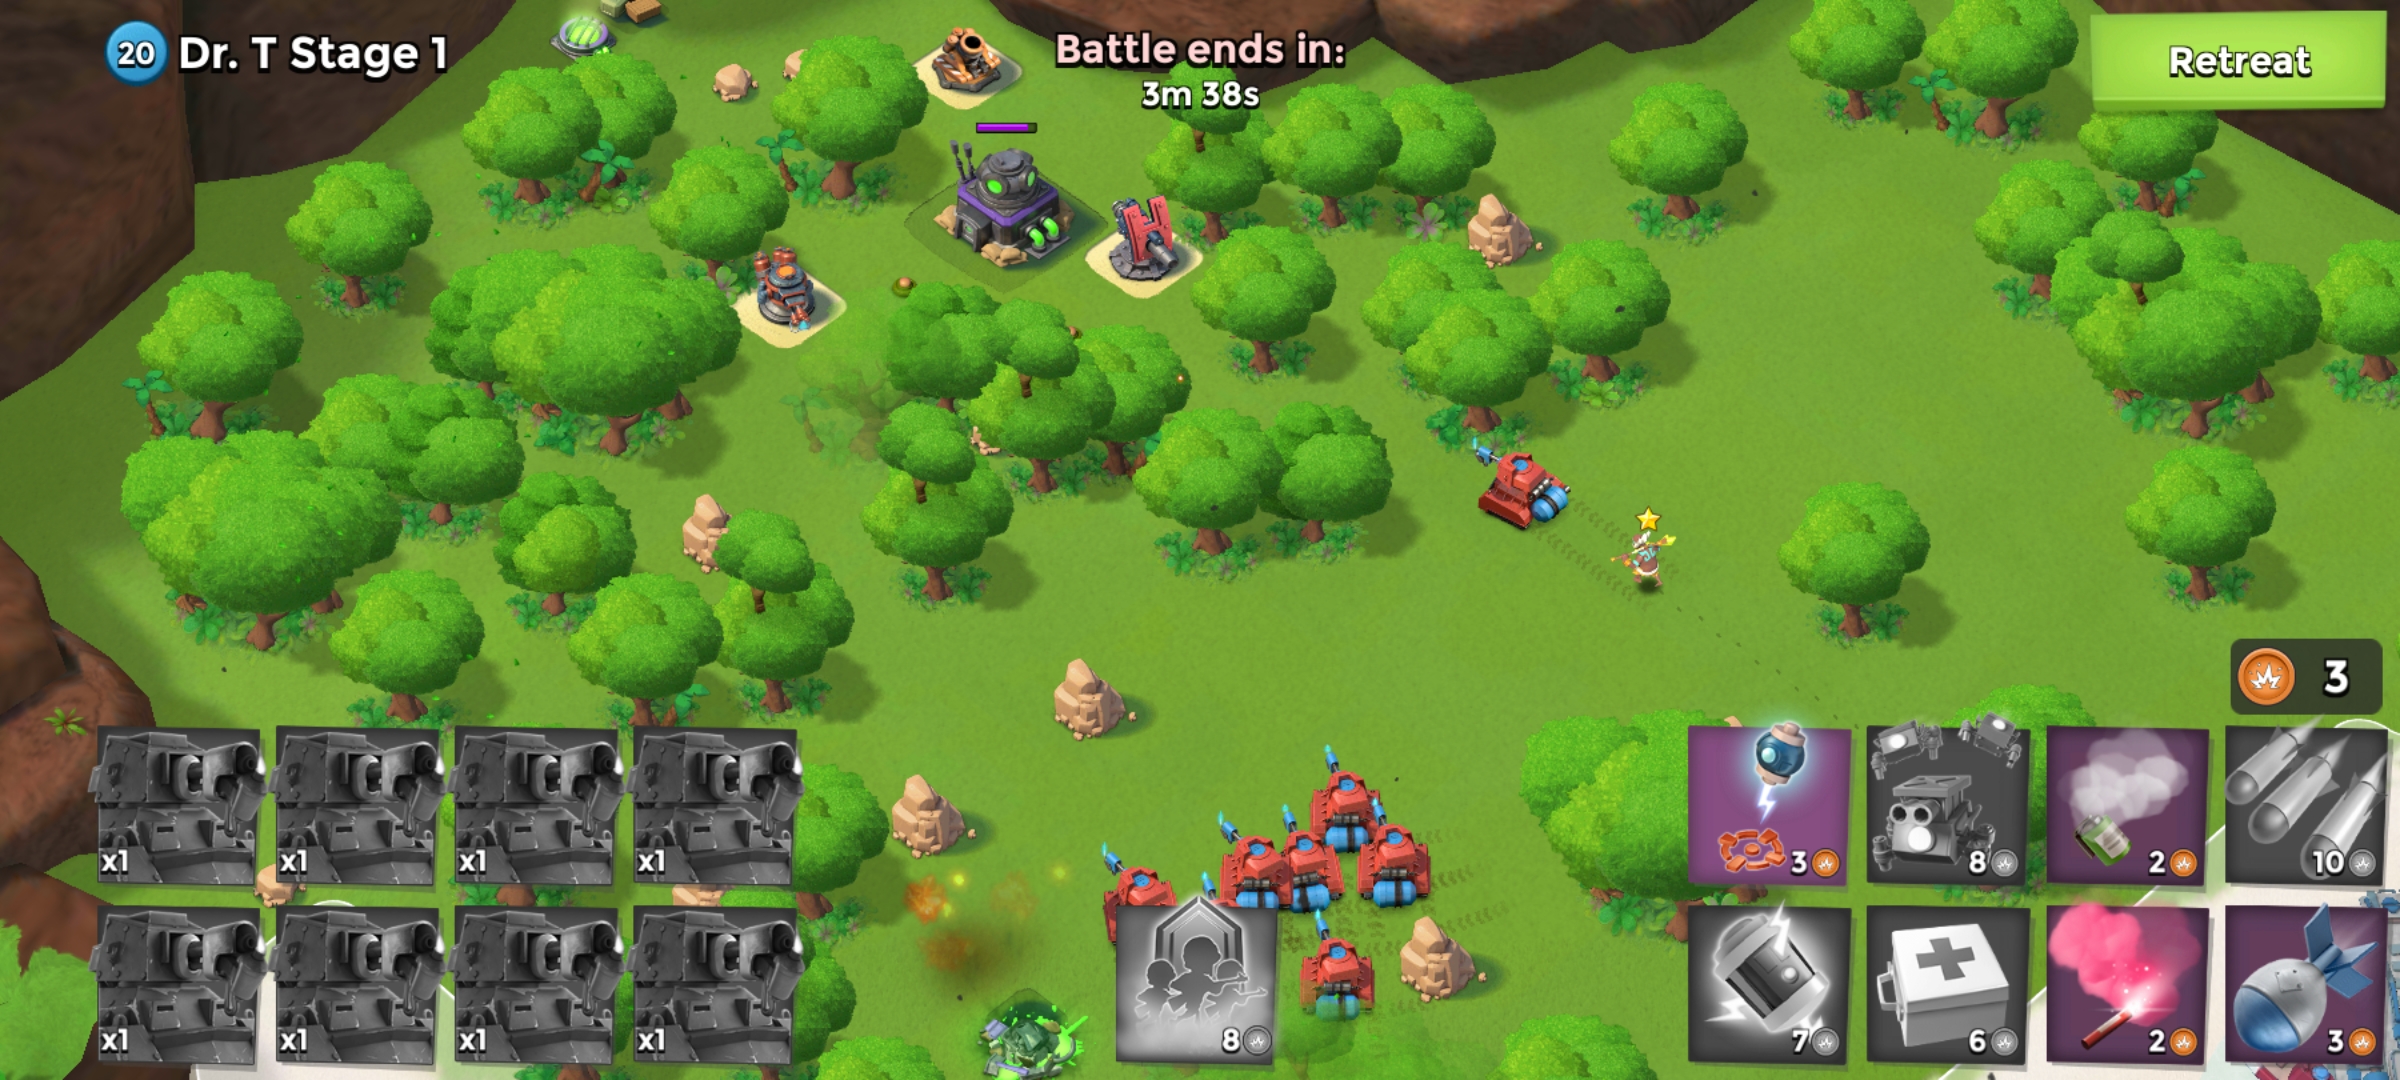 20 Dr. T Stage 1
Battle ends in:
3m 38s
Retreat
3
x1 x1 x1 x1
3 8 2 10
x1 x1 x1 x1
8
7 6 2 3